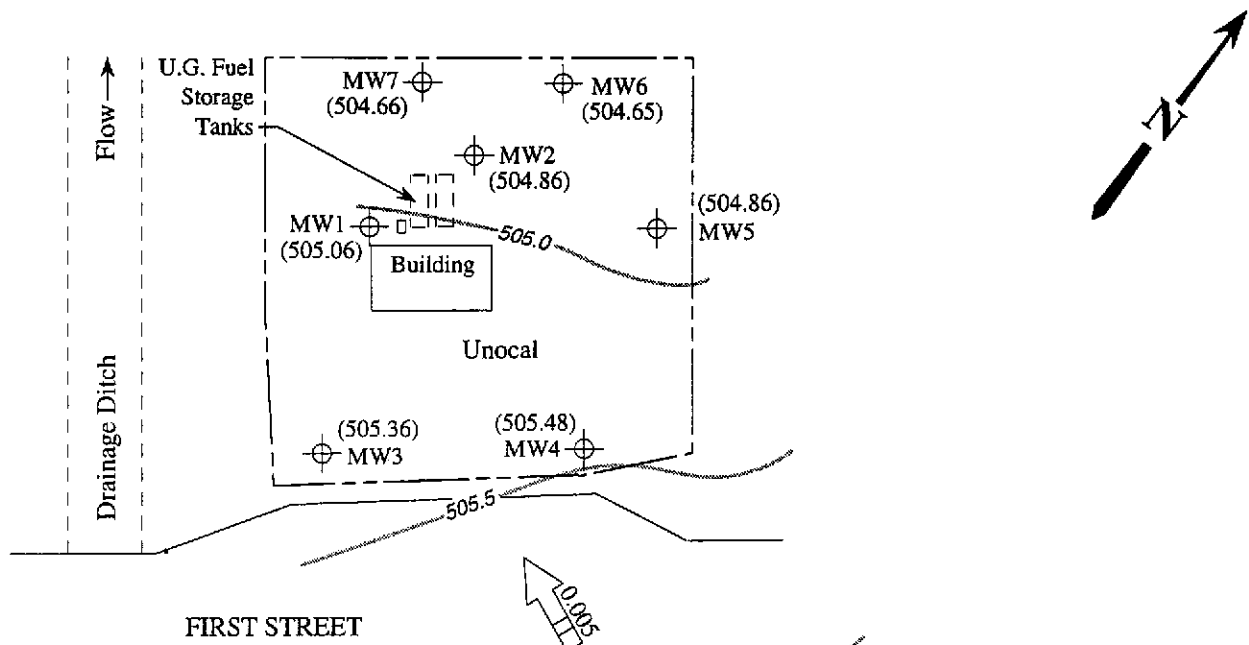 U.G. Fuel
Storage
Tanks
MW7
(504.66)
MW6
(504.65)
MW2
(504.86)
(504.86)
MW5
MW1
(505.06)
505.0
Building
Unocal
(505.36)
MW3
(505.48)
MW4
505.5
Flow
Drainage Ditch
0.005
FIRST STREET
N